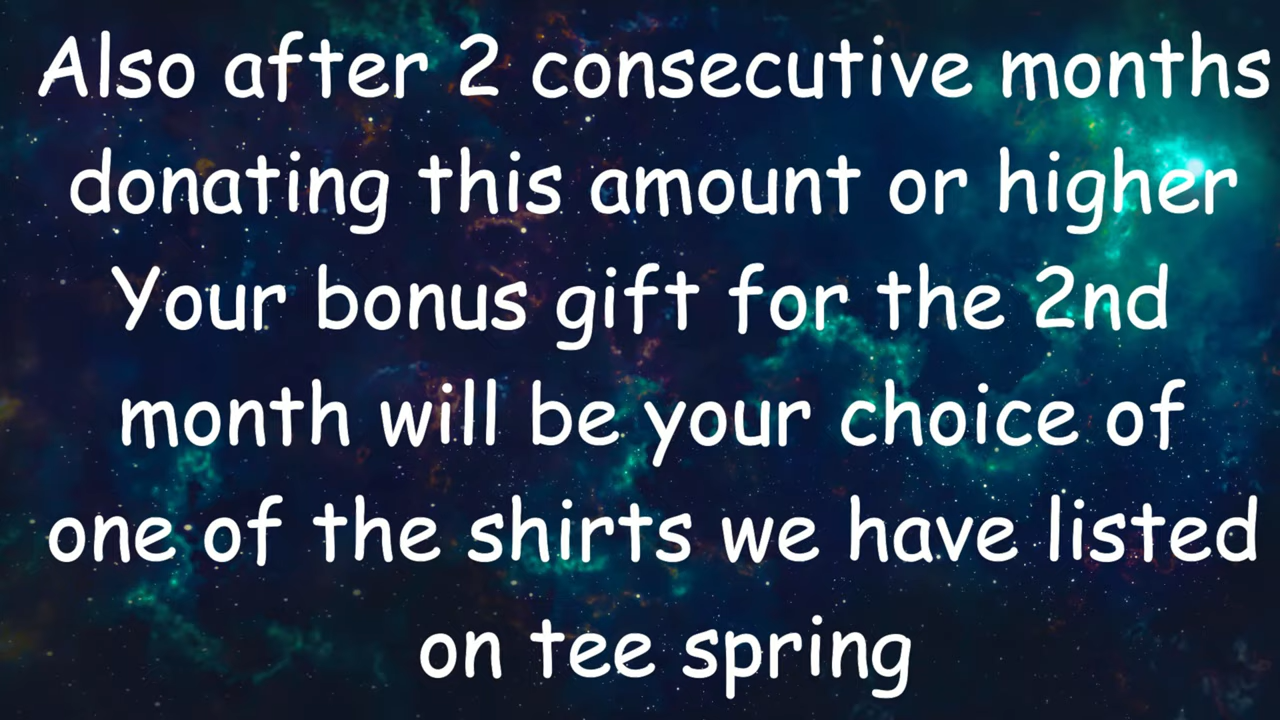 Also after 2 consecutive months
donating this amount or higher
Your bonus gift for the 2nd
month will be your choice of
one of the shirts we have listed
on tee spring